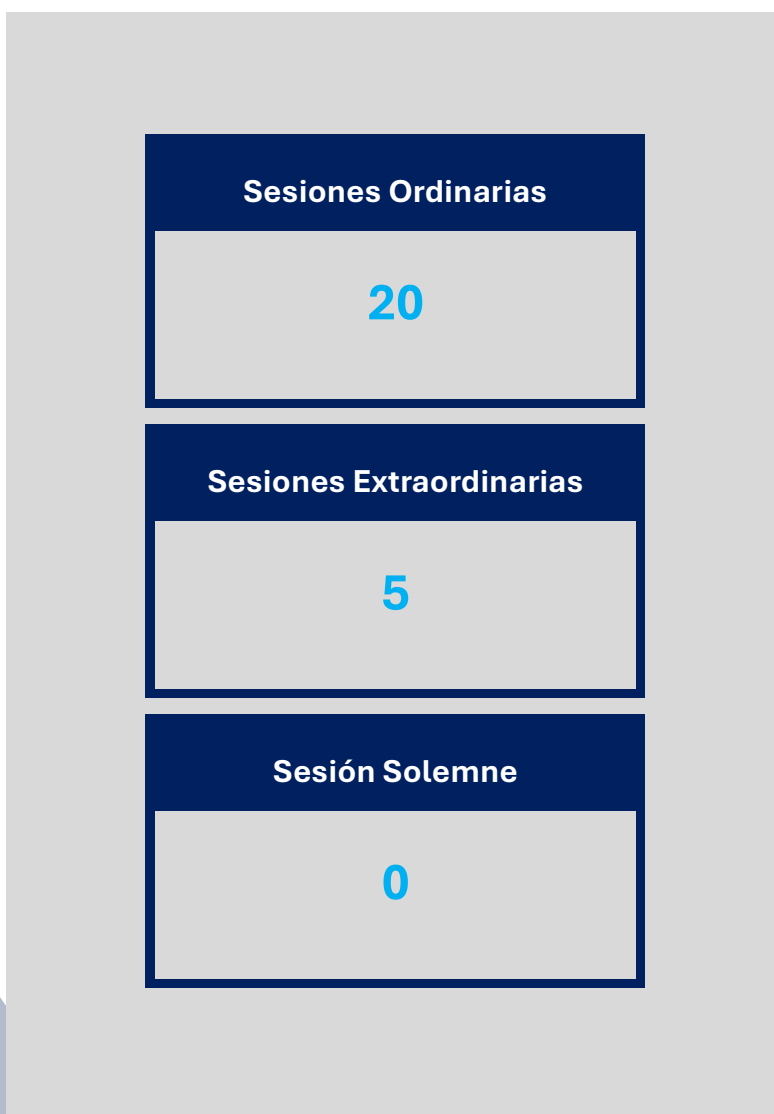 Sesiones Ordinarias
20
Sesiones Extraordinarias
5
Sesión Solemne
0